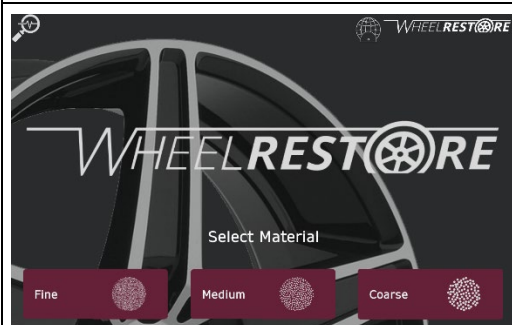 WHEELRESTORE
WHEELRESTORE
Select Material
Fine
Medium
Coarse